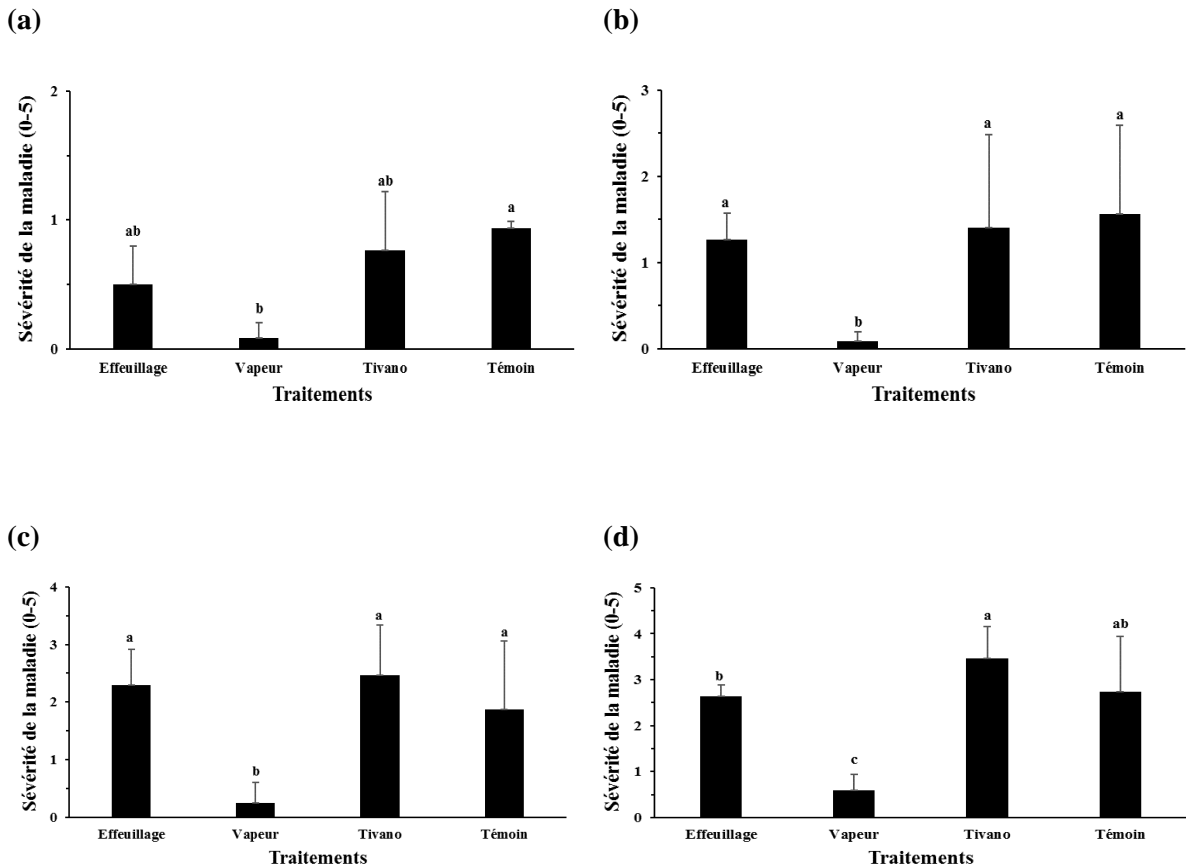 (a)
Sévérité de la maladie (0-5)
2
1
0
ab
b
ab
a
Effeuillage Vapeur Tivano Témoin
Traitements
(b)
Sévérité de la maladie (0-5)
3
2
1
0
a
b
a
a
Effeuillage Vapeur Tivano Témoin
Traitements
(c)
Sévérité de la maladie (0-5)
4
3
2
1
0
a
b
a
a
Effeuillage Vapeur Tivano Témoin
Traitements
(d)
Sévérité de la maladie (0-5)
5
4
3
2
1
0
b
c
a
ab
Effeuillage Vapeur Tivano Témoin
Traitements